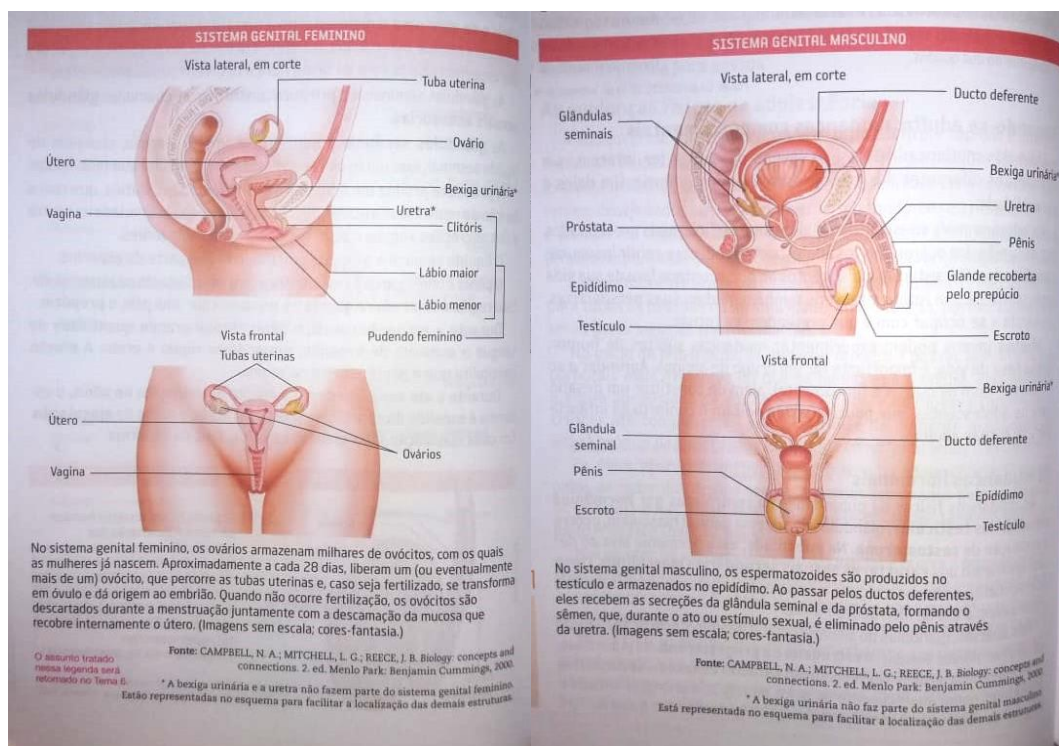 SISTEMA GENITAL FEMININO
Vista lateral, em corte
Tuba uterina
Ovário
Útero
Bexiga urinária*
Vagina
Uretra*
Clitóris
Lábio maior
Lábio menor
Pudendo feminino
Vista frontal
Tubas uterinas
Útero
Ovários
Vagina
No sistema genital feminino, os ovários armazenam milhares de ovócitos, com os quais
as mulheres já nascem. Aproximadamente a cada 28 dias, liberam um (ou eventualmente
mais de um) ovócito, que percorre as tubas uterinas e, caso seja fertilizado, se transforma
em óvulo e dá origem ao embrião. Quando não ocorre fertilização, os ovócitos são
descartados durante a menstruação juntamente com a descamação da mucosa que
recobre internamente o útero. (Imagens sem escala; cores-fantasia.)
O assunto tratado
nessa legenda será
retomado no Tema 6.
Fonte: CAMPBELL, N. A.; MITCHELL, L. G.; REECE, J. B. Biology: concepts and
connections. 2. ed. Menlo Park: Benjamin Cummings, 2000.
* A bexiga urinária e a uretra não fazem parte do sistema genital feminino.
Estão representadas no esquema para facilitar a localização das demais estruturas.
SISTEMA GENITAL MASCULINO
Vista lateral, em corte
Ducto deferente
Glândulas
seminais
Bexiga urinária*
Uretra
Próstata
Pênis
Epidídimo
Glande recoberta
pelo prepúcio
Testículo
Escroto
Vista frontal
Bexiga urinária*
Glândula
seminal
Ducto deferente
Pênis
Epidídimo
Escroto
Testículo
No sistema genital masculino, os espermatozoides são produzidos no
testículo e armazenados no epidídimo. Ao passar pelos ductos deferentes,
eles recebem as secreções da glândula seminal e da próstata, formando o
sêmen, que, durante o ato ou estímulo sexual, é eliminado pelo pênis através
da uretra. (Imagens sem escala; cores-fantasia.)
Fonte: CAMPBELL, N. A.; MITCHELL, L. G.; REECE, J. B. Biology: concepts and
connections. 2. ed. Menlo Park: Benjamin Cummings, 2000.
* A bexiga urinária não faz parte do sistema genital masculino.
Está representada no esquema para facilitar a localização das demais estruturas.